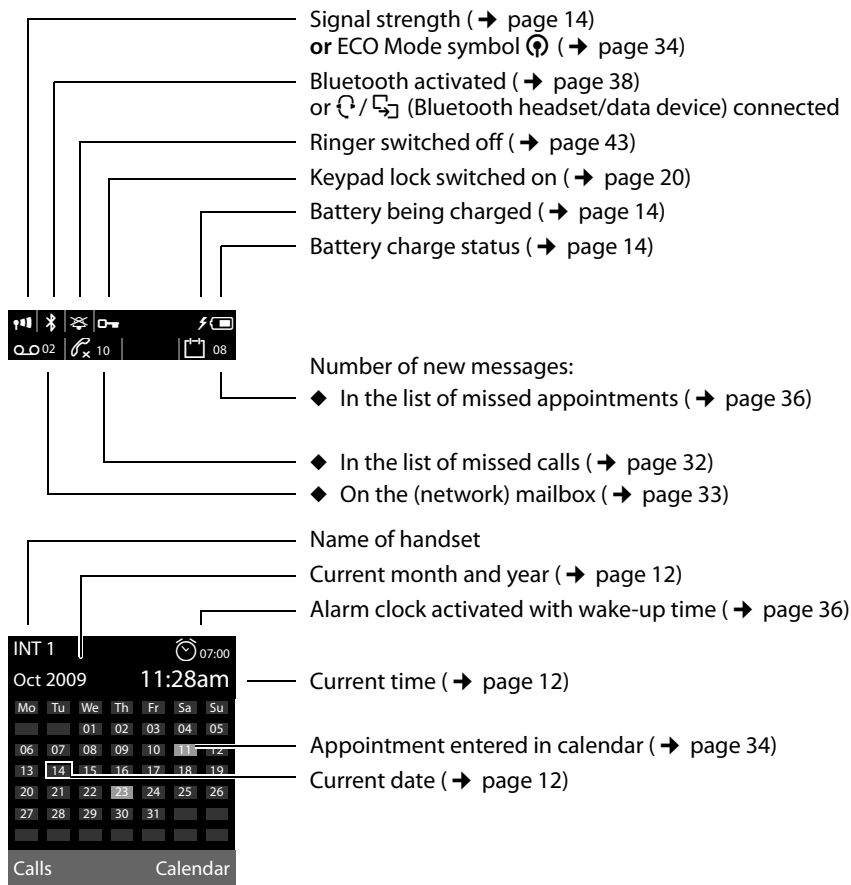 Signal strength ( ➔ page 14)
or ECO Mode symbol ( ➔ page 34)
Bluetooth activated ( ➔ page 38)
or / (Bluetooth headset/data device) connected
Ringer switched off ( ➔ page 43)
Keypad lock switched on ( ➔ page 20)
Battery being charged ( ➔ page 14)
Battery charge status ( ➔ page 14)
02 10 08
Number of new messages:
◆ In the list of missed appointments ( ➔ page 36)
◆ In the list of missed calls ( ➔ page 32)
◆ On the (network) mailbox ( ➔ page 33)
Name of handset
Current month and year ( ➔ page 12)
Alarm clock activated with wake-up time ( ➔ page 36)
INT 1 07:00
Oct 2009 11:28am
Current time ( ➔ page 12)
Mo Tu We Th Fr Sa Su
01 02 03 04 05
06 07 08 09 10 11 12
Appointment entered in calendar ( ➔ page 34)
13 14 15 16 17 18 19
Current date ( ➔ page 12)
20 21 22 23 24 25 26
27 28 29 30 31
Calls Calendar